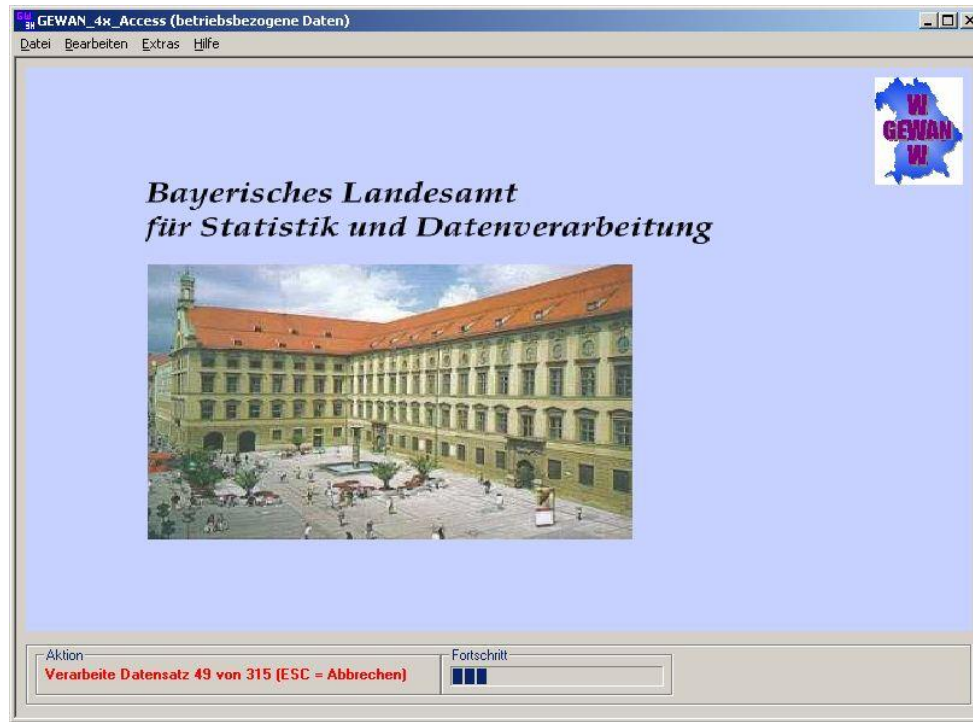 GEWAN_4x_Access (betriebsbezogene Daten)
Datei Bearbeiten Extras Hilfe
W
GEWAN
W
Bayerisches Landesamt
für Statistik und Datenverarbeitung
Aktion
Verarbeite Datensatz 49 von 315 (ESC = Abbrechen)
Fortschritt